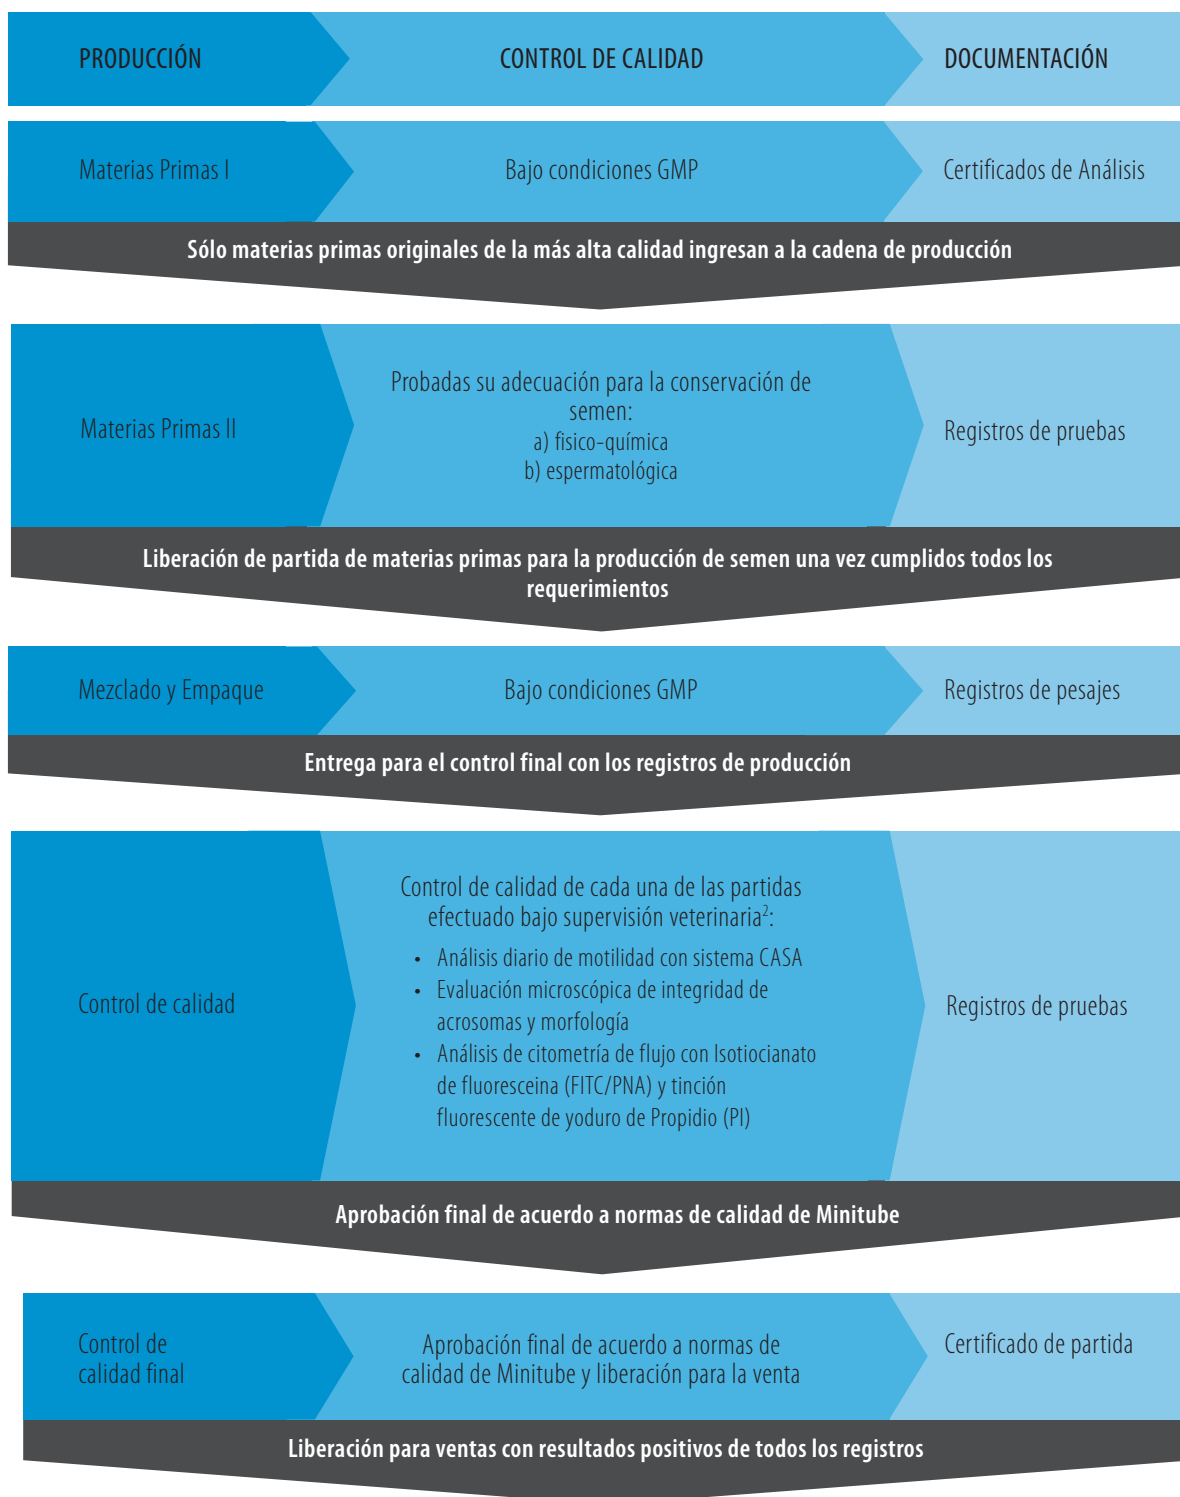 PRODUCCIÓN
CONTROL DE CALIDAD
DOCUMENTACIÓN
Materias Primas I
Bajo condiciones GMP
Certificados de Análisis
Sólo materias primas originales de la más alta calidad ingresan a la cadena de producción
Materias Primas II
Probadas su adecuación para la conservación de
semen:
a) fisico-química
b) espermatológica
Registros de pruebas
Liberación de partida de materias primas para la producción de semen una vez cumplidos todos los
requerimientos
Mezclado y Empaque
Bajo condiciones GMP
Registros de pesajes
Entrega para el control final con los registros de producción
Control de calidad
Control de calidad de cada una de las partidas
efectuado bajo supervisión veterinaria²:
• Análisis diario de motilidad con sistema CASA
• Evaluación microscópica de integridad de
acrosomas y morfología
• Análisis de citometría de flujo con Isotiocianato
de fluoresceina (FITC/PNA) y tinción
fluorescente de yoduro de Propidio (PI)
Registros de pruebas
Aprobación final de acuerdo a normas de calidad de Minitube
Control de
calidad final
Aprobación final de acuerdo a normas de
calidad de Minitube y liberación para la venta
Certificado de partida
Liberación para ventas con resultados positivos de todos los registros